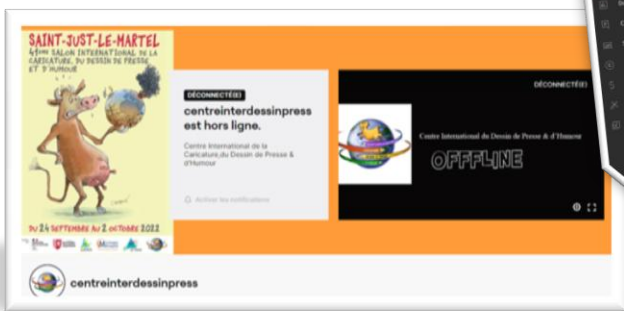 SAINT-JUST-LE-MARTEL
41ème SALON INTERNATIONAL DE LA
CARICATURE, DU DESSIN DE PRESSE
ET D'HUMOUR
DU 24 SEPTEMBRE AU 2 OCTOBRE 2022
DÉCONNECTÉ(E)
centreinterdessinpress
est hors ligne.
Centre International de la
Caricature,du Dessin de Presse &
d'Humour
Activer les notifications
DÉCONNECTÉ(E)
Centre International du Dessin de Presse & d'Humour
OFFFLINE
centreinterdessinpress